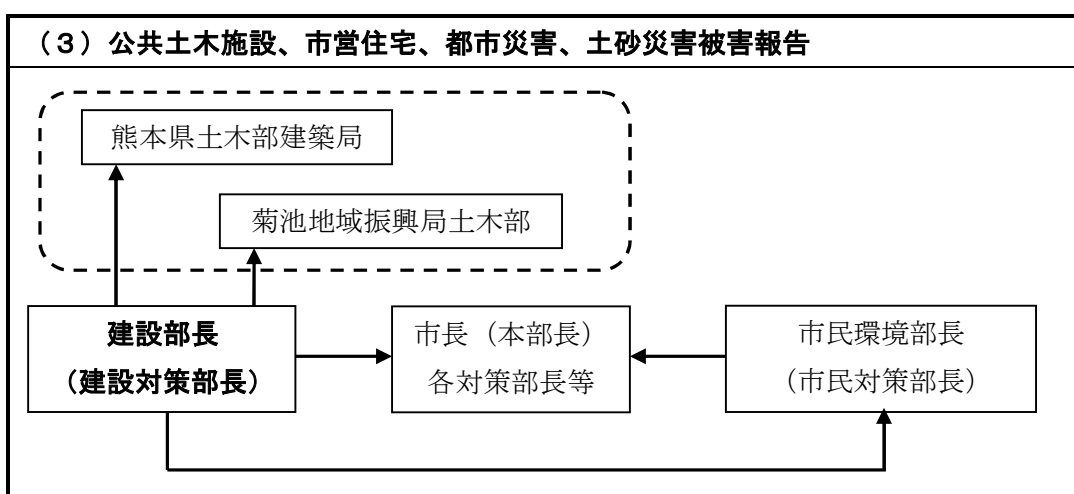 （３）公共土木施設、市営住宅、都市災害、土砂災害被害報告
熊本県土木部建築局
菊池地域振興局土木部
建設部長
（建設対策部長）
市長（本部長）
各対策部長等
市民環境部長
（市民対策部長）